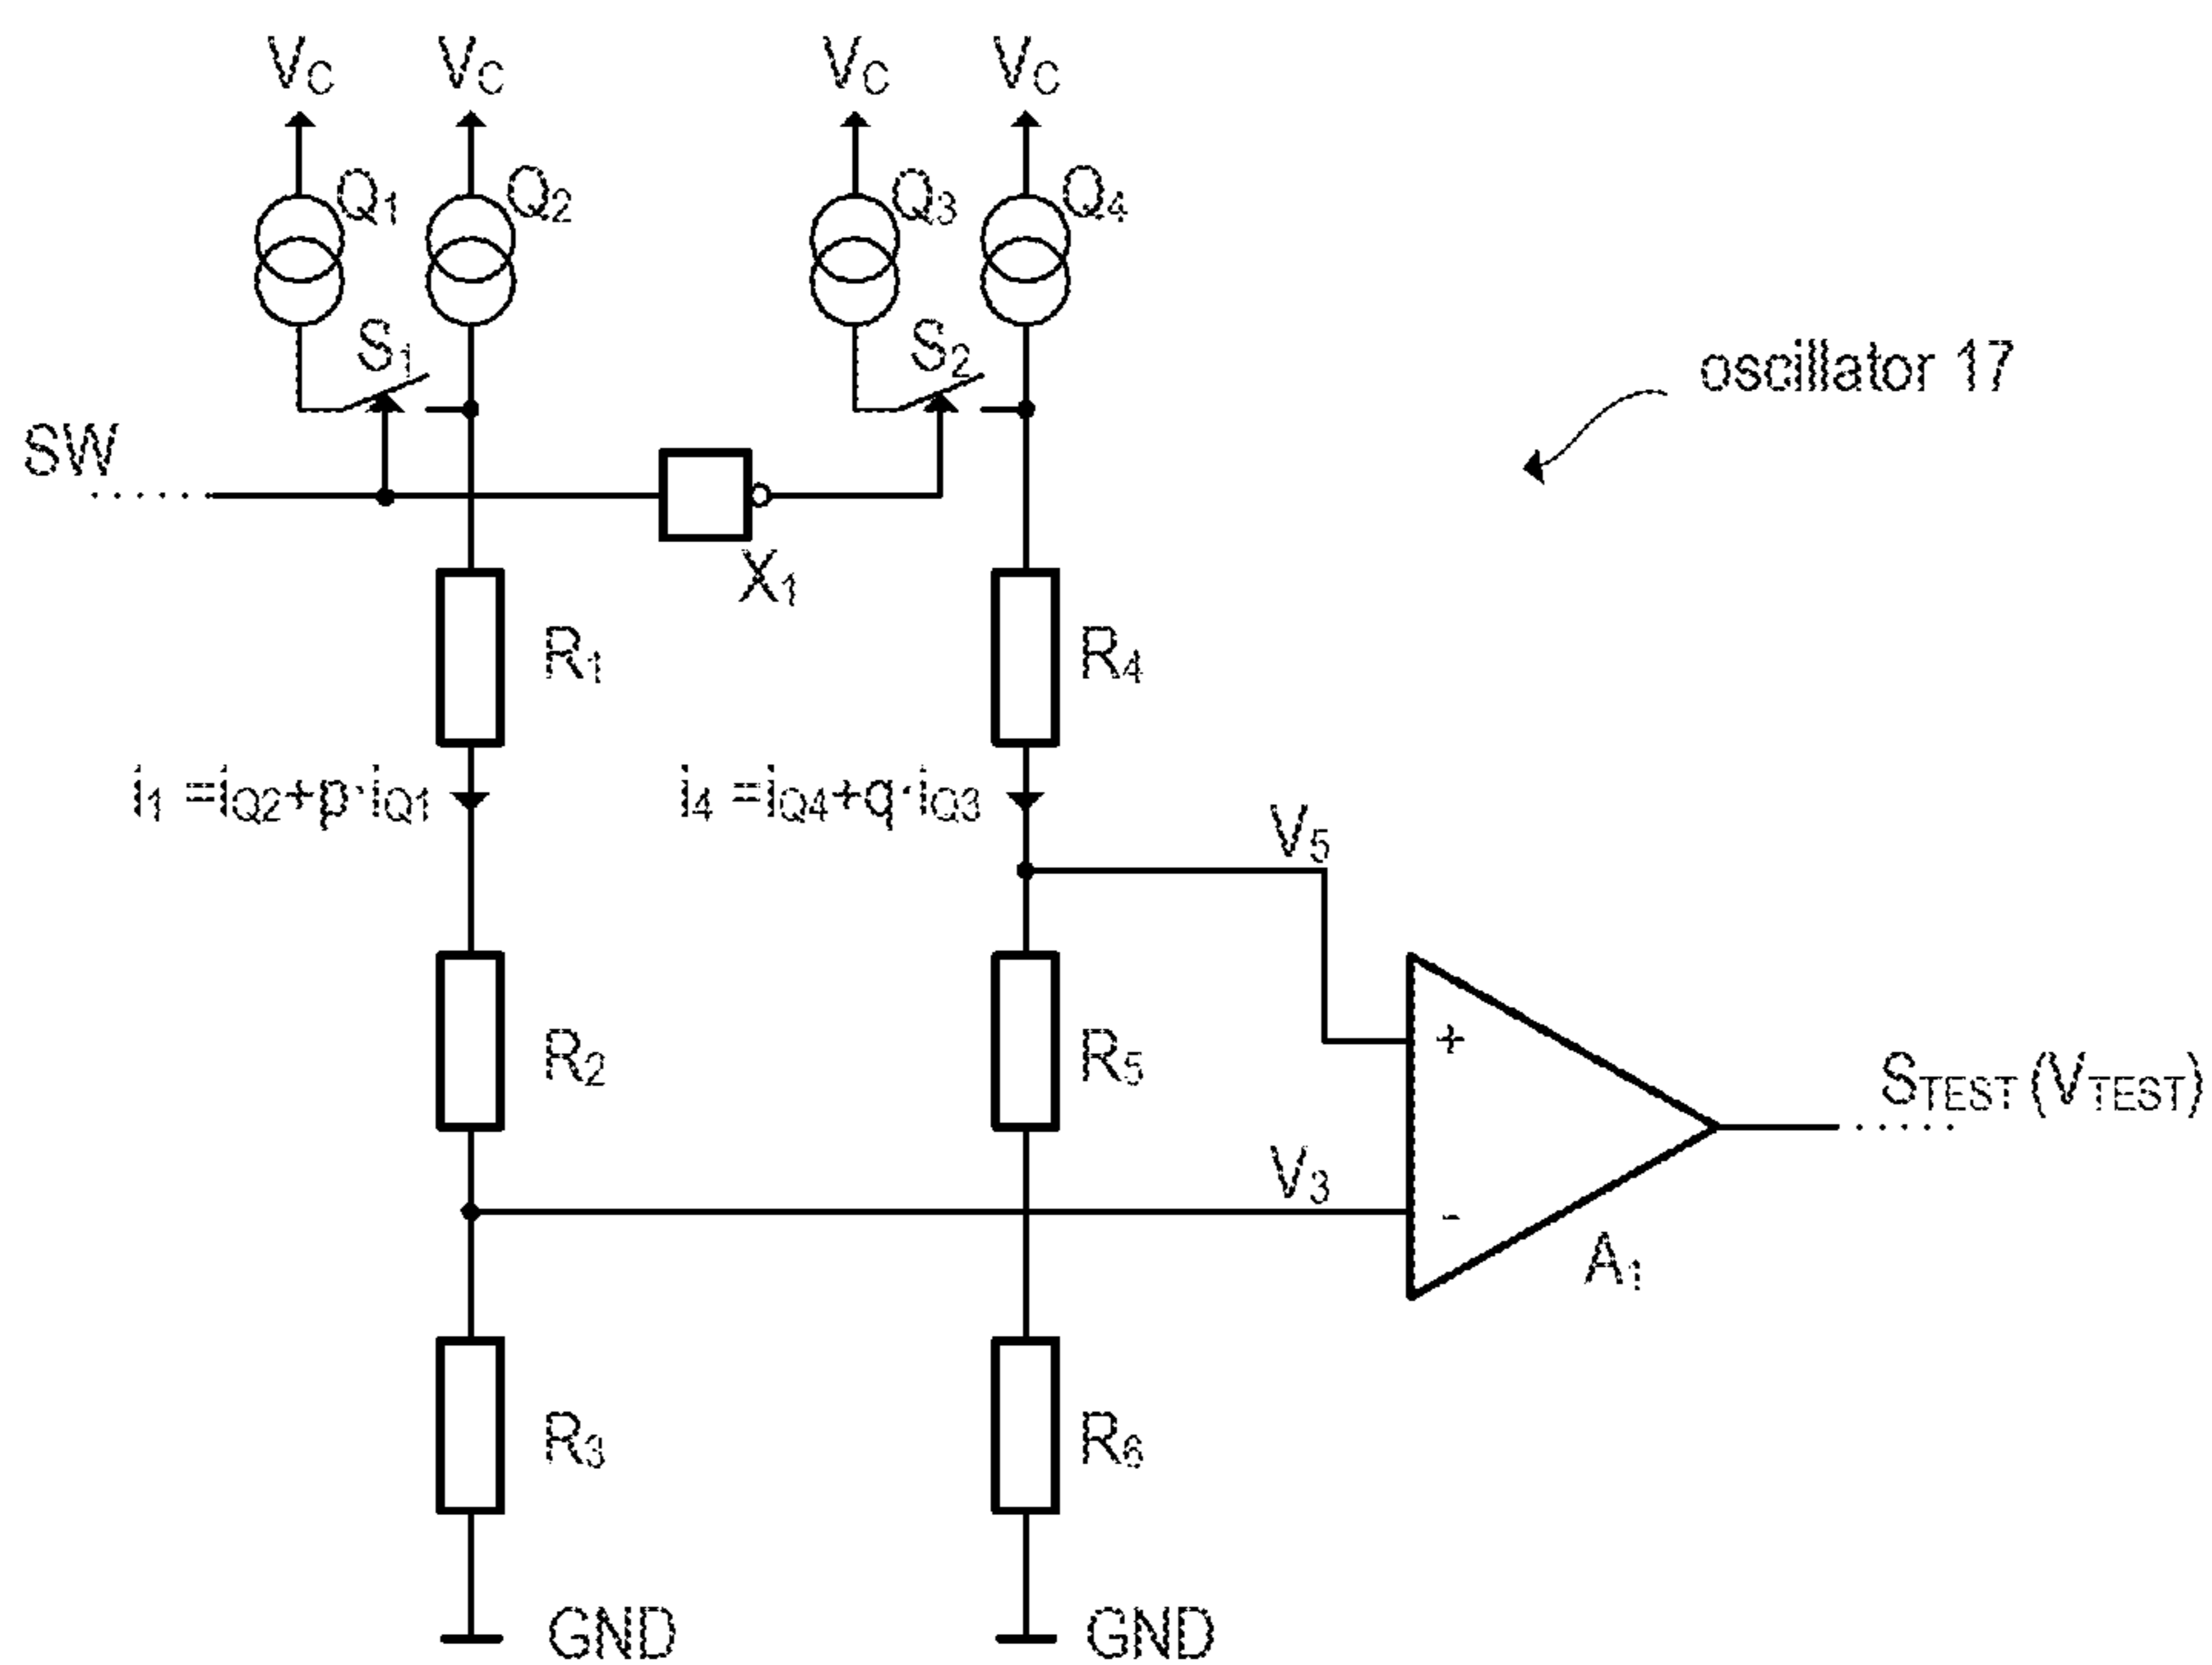 VC VC VC VC
Q1 Q2 Q3 Q4
S1 S2
oscillator 17
SW
X1
R1 R4
i1 =iQ2+p·iQ1 i4 =iQ4+q·iQ3
V5
+
R2 R5
STEST (VTEST)
V3
-
A1
R3 R6
GND GND